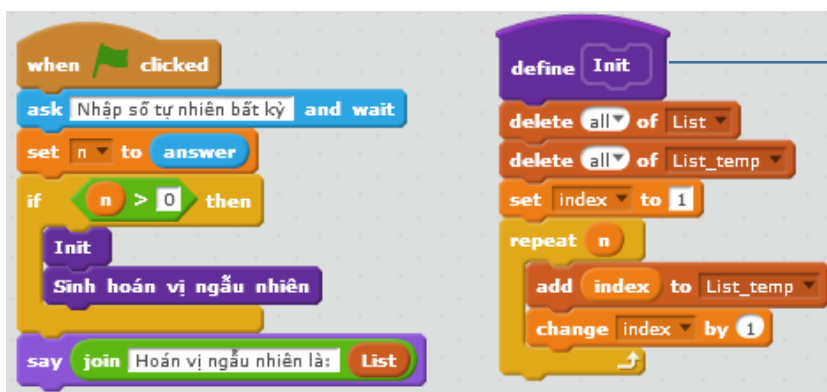 when clicked
ask Nhập số tự nhiên bất kỳ and wait
set n to answer
if n > 0 then
Init
Sinh hoán vị ngẫu nhiên
say join Hoán vị ngẫu nhiên là: List
define Init
delete all of List
delete all of List_temp
set index to 1
repeat n
add index to List_temp
change index by 1